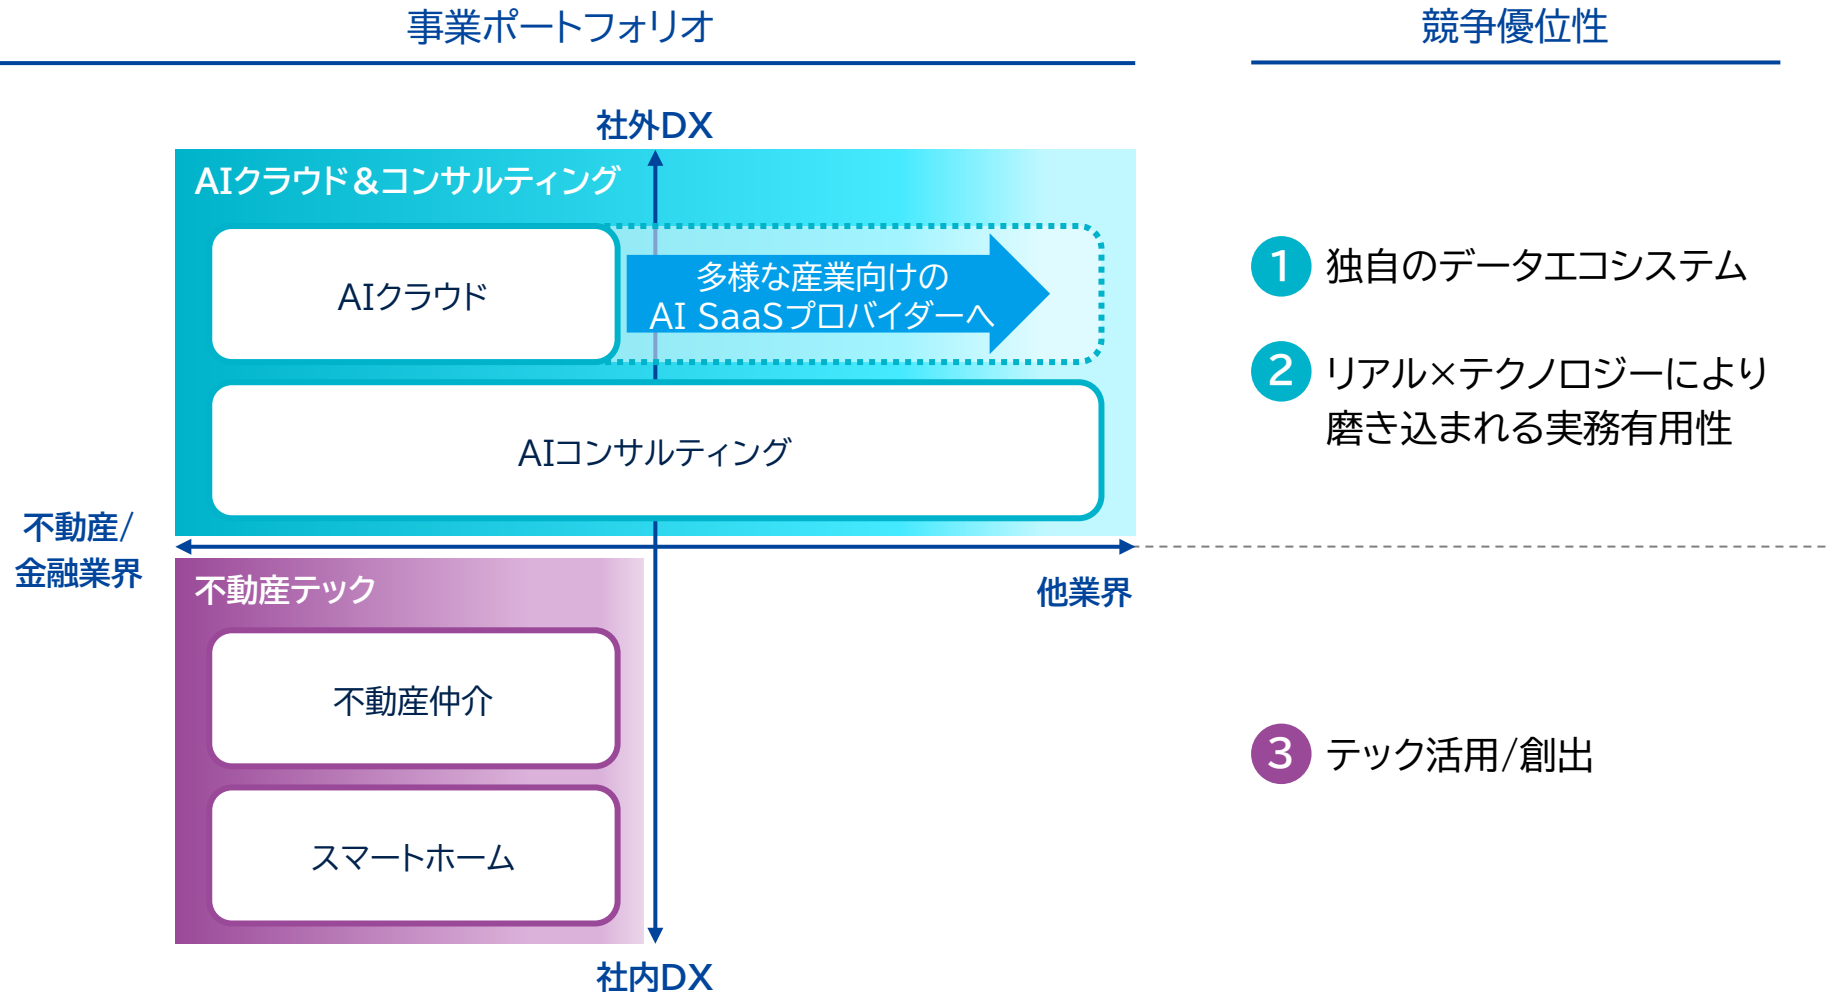 事業ポートフォリオ
競争優位性
社外DX
AIクラウド&コンサルティング
AIクラウド
多様な産業向けの
AI SaaSプロバイダーへ
AIコンサルティング
1 独自のデータエコシステム
2 リアル×テクノロジーにより
磨き込まれる実務有用性
不動産/
金融業界
他業界
不動産テック
不動産仲介
スマートホーム
3 テック活用/創出
社内DX